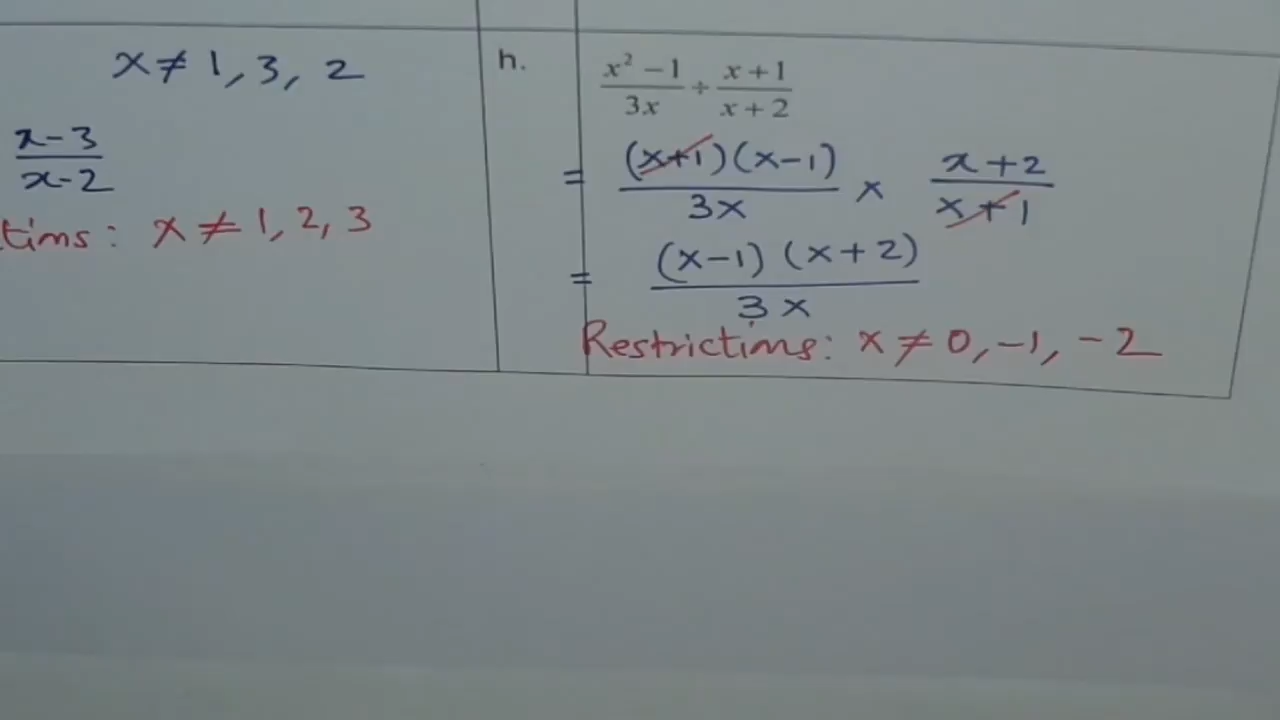 x ≠ 1, 3, 2
x-3
x-2
tims: x ≠ 1, 2, 3
h.
x² – 1 / 3x ÷ x + 1 / x + 2
= (x+1)(x-1) / 3x × x+2 / x+1
= (x-1) (x+2) / 3x
Restrictims: x ≠ 0, -1, -2